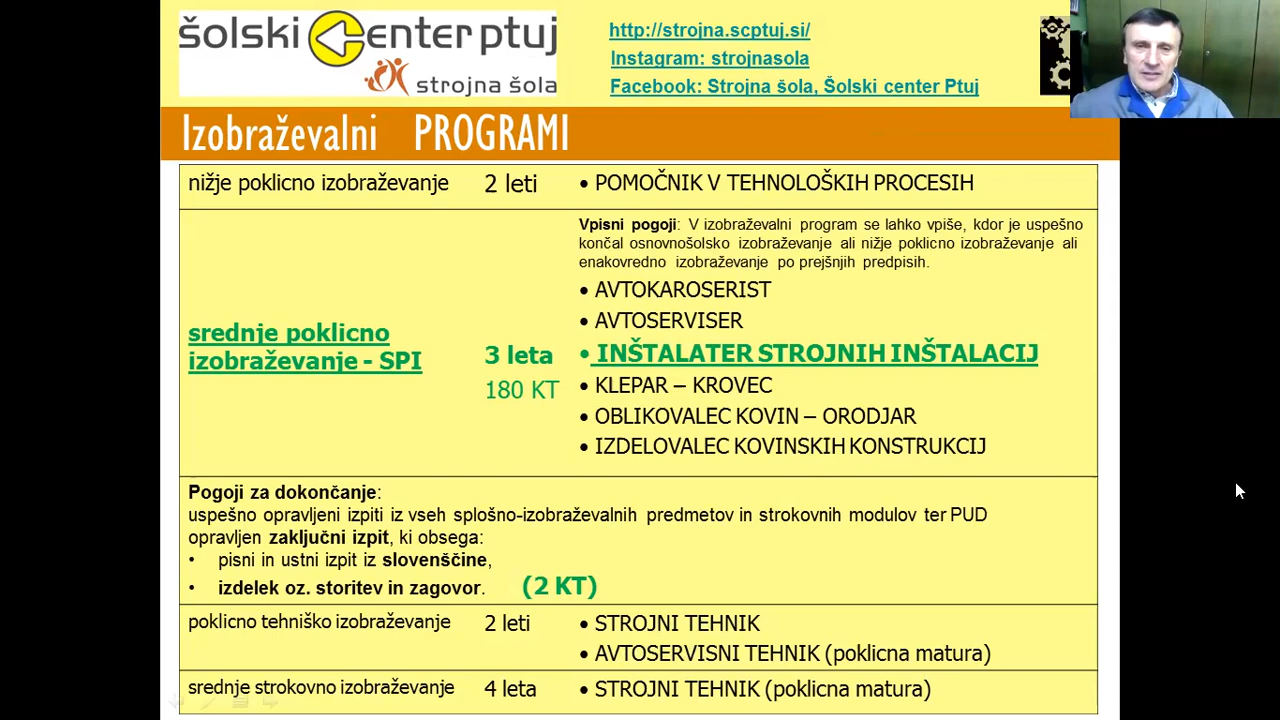 šolski center ptuj
strojna šola
http://strojna.scptuj.si/
Instagram: strojnasola
Facebook: Strojna šola, Šolski center Ptuj
Izobraževalni PROGRAMI
nižje poklicno izobraževanje 2 leti • POMOČNIK V TEHNOLOŠKIH PROCESIH
Vpisni pogoji: V izobraževalni program se lahko vpiše, kdor je uspešno
končal osnovnošolsko izobraževanje ali nižje poklicno izobraževanje ali
enakovredno izobraževanje po prejšnjih predpisih.
srednje poklicno
izobraževanje - SPI
3 leta
180 KT
• AVTOKAROSERIST
• AVTOSERVISER
• INŠTALATER STROJNIH INŠTALACIJ
• KLEPAR – KROVEC
• OBLIKOVALEC KOVIN – ORODJAR
• IZDELOVALEC KOVINSKIH KONSTRUKCIJ
Pogoji za dokončanje:
uspešno opravljeni izpiti iz vseh splošno-izobraževalnih predmetov in strokovnih modulov ter PUD
opravljen zaključni izpit, ki obsega:
• pisni in ustni izpit iz slovenščine,
• izdelek oz. storitev in zagovor. (2 KT)
poklicno tehniško izobraževanje 2 leti • STROJNI TEHNIK
• AVTOSERVISNI TEHNIK (poklicna matura)
srednje strokovno izobraževanje 4 leta • STROJNI TEHNIK (poklicna matura)